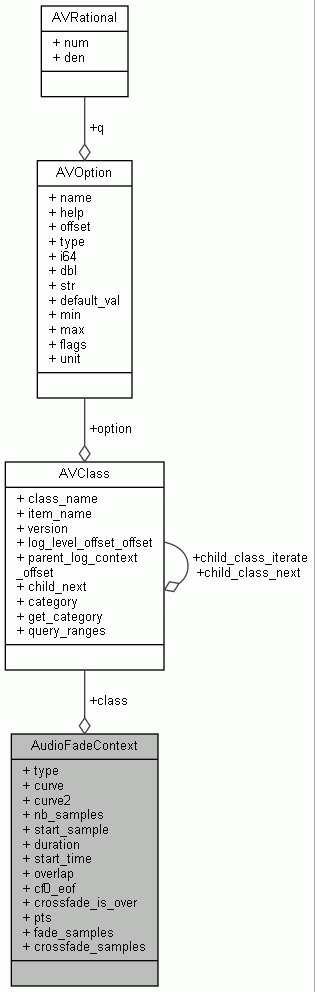 AVRational
+ num
+ den
+q
AVOption
+ name
+ help
+ offset
+ type
+ i64
+ dbl
+ str
+ default_val
+ min
+ max
+ flags
+ unit
+option
AVClass
+ class_name
+ item_name
+ version
+ log_level_offset_offset
+ parent_log_context
_offset
+ child_next
+ category
+ get_category
+ query_ranges
+child_class_iterate
+child_class_next
+class
AudioFadeContext
+ type
+ curve
+ curve2
+ nb_samples
+ start_sample
+ duration
+ start_time
+ overlap
+ cf0_eof
+ crossfade_is_over
+ pts
+ fade_samples
+ crossfade_samples